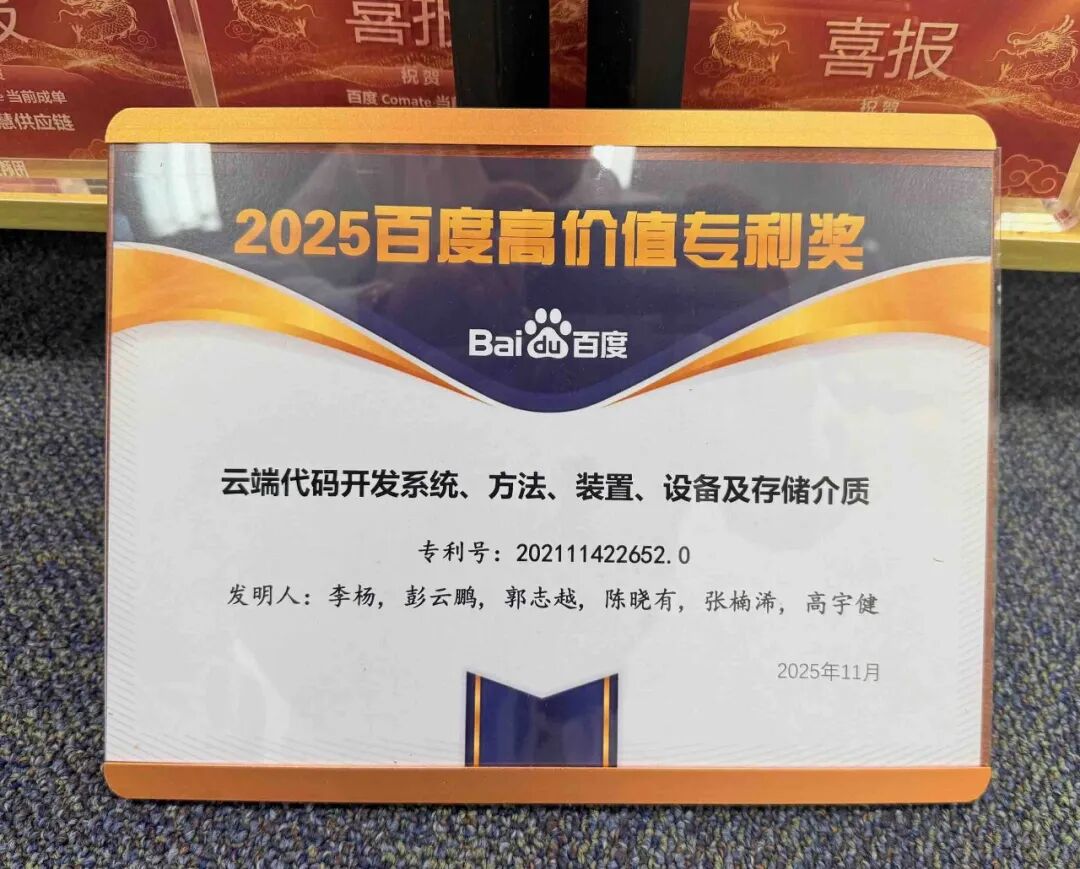 喜报
喜报
祝贺
祝贺
百度 Comate 当
当前成单
慧供应链
2025百度高价值专利奖
Bai du 百度
云端代码开发系统、方法、装置、设备及存储介质
专利号：202111422652.0
发明人：李杨，彭云鹏，郭志越，陈晓有，张楠浠，高宇健
2025年11月